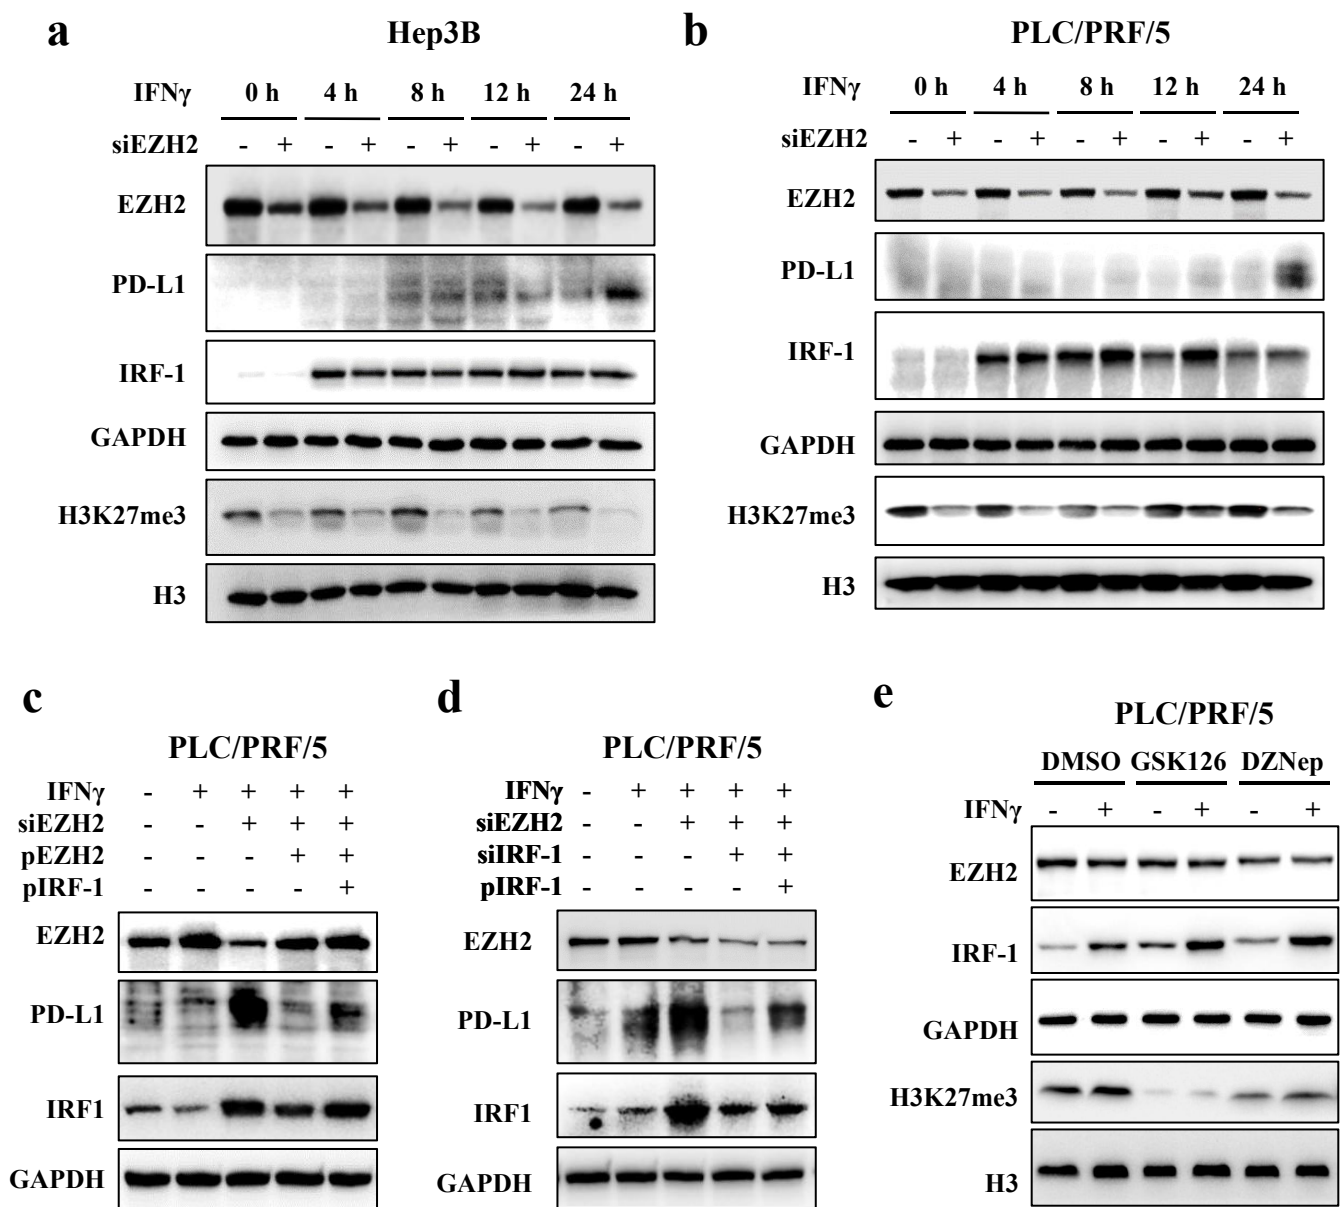 a
Hep3B
IFNγ 0 h 4 h 8 h 12 h 24 h
siEZH2 - + - + - + - + - +
EZH2
PD-L1
IRF-1
GAPDH
H3K27me3
H3
b
PLC/PRF/5
IFNγ 0 h 4 h 8 h 12 h 24 h
siEZH2 - + - + - + - + - +
EZH2
PD-L1
IRF-1
GAPDH
H3K27me3
H3
c
PLC/PRF/5
IFNγ - + + + +
siEZH2 - - + + +
pEZH2 - - - + +
pIRF-1 - - - - +
EZH2
PD-L1
IRF1
GAPDH
d
PLC/PRF/5
IFNγ - + + + +
siEZH2 - - + + +
siIRF-1 - - - + +
pIRF-1 - - - - +
EZH2
PD-L1
IRF1
GAPDH
e
PLC/PRF/5
DMSO GSK126 DZNep
IFNγ - + - + - +
EZH2
IRF-1
GAPDH
H3K27me3
H3